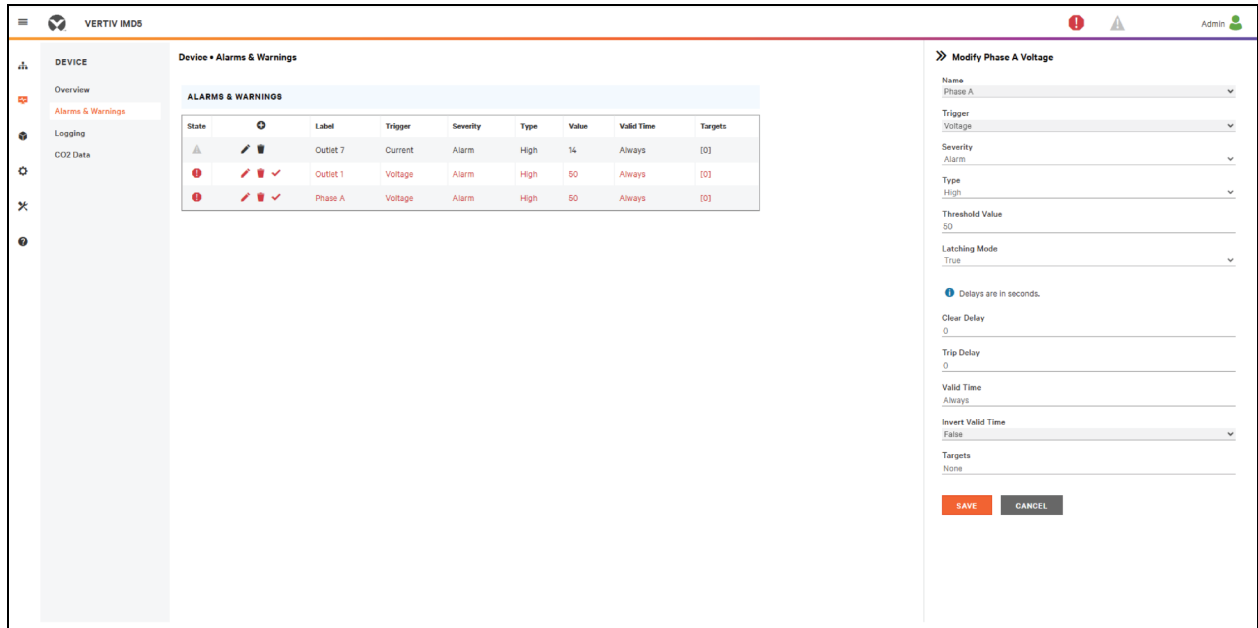 VERTIV IMD5
Admin
DEVICE
Overview
Alarms & Warnings
Logging
CO2 Data
Device • Alarms & Warnings
ALARMS & WARNINGS
State Label Trigger Severity Type Value Valid Time Targets
Outlet 7 Current Alarm High 14 Always [0]
Outlet 1 Voltage Alarm High 50 Always [0]
Phase A Voltage Alarm High 50 Always [0]
Modify Phase A Voltage
Name
Phase A
Trigger
Voltage
Severity
Alarm
Type
High
Threshold Value
50
Latching Mode
True
Delays are in seconds.
Clear Delay
0
Trip Delay
0
Valid Time
Always
Invert Valid Time
False
Targets
None
SAVE CANCEL